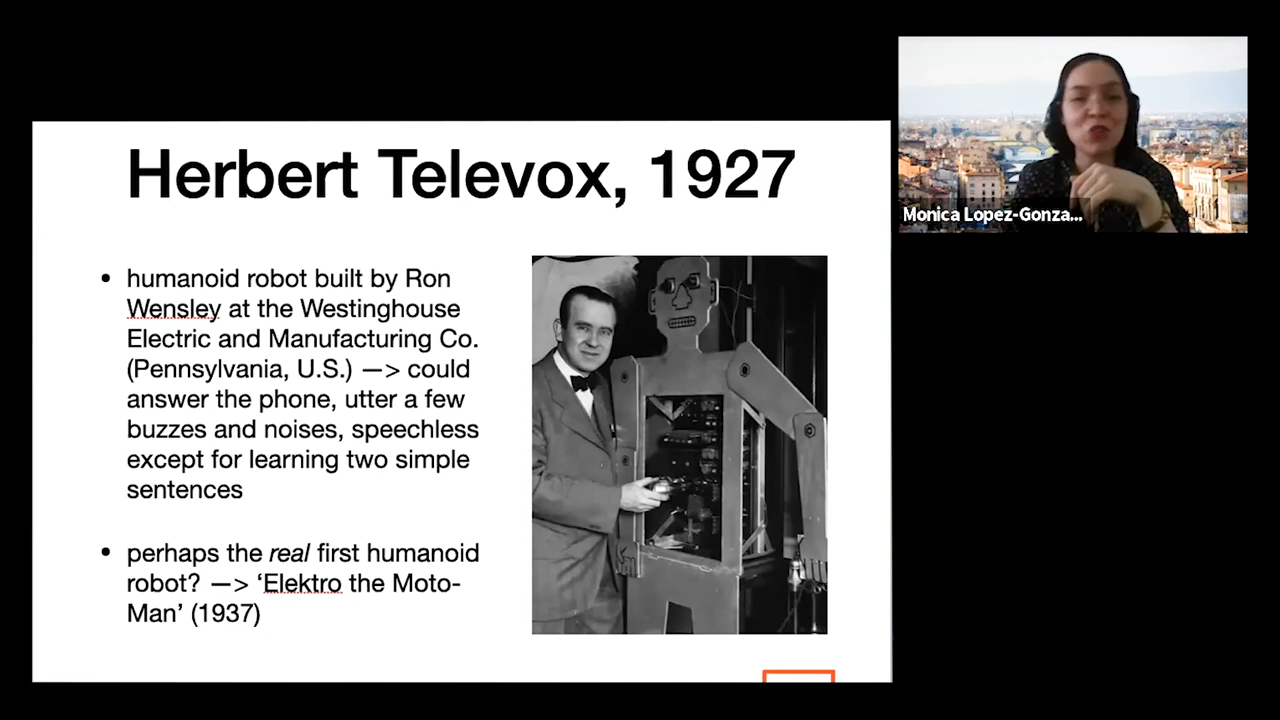 Herbert Televox, 1927
• humanoid robot built by Ron
Wensley at the Westinghouse
Electric and Manufacturing Co.
(Pennsylvania, U.S.) —> could
answer the phone, utter a few
buzzes and noises, speechless
except for learning two simple
sentences
• perhaps the real first humanoid
robot? —> ‘Elektro the Moto-
Man’ (1937)
Monica Lopez-Gonza...